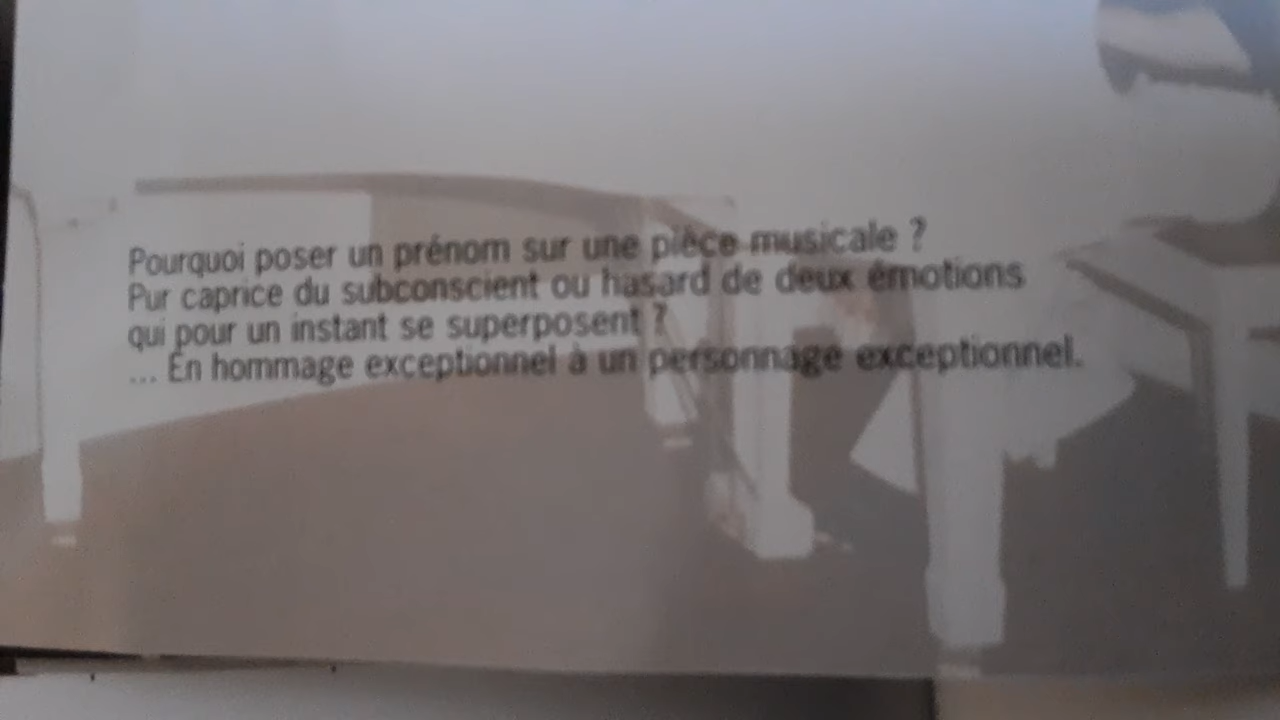 Pourquoi poser un prénom sur une pièce musicale ?
Pur caprice du subconscient ou hasard de deux émotions
qui pour un instant se superposent ?
... En hommage exceptionnel à un personnage exceptionnel.